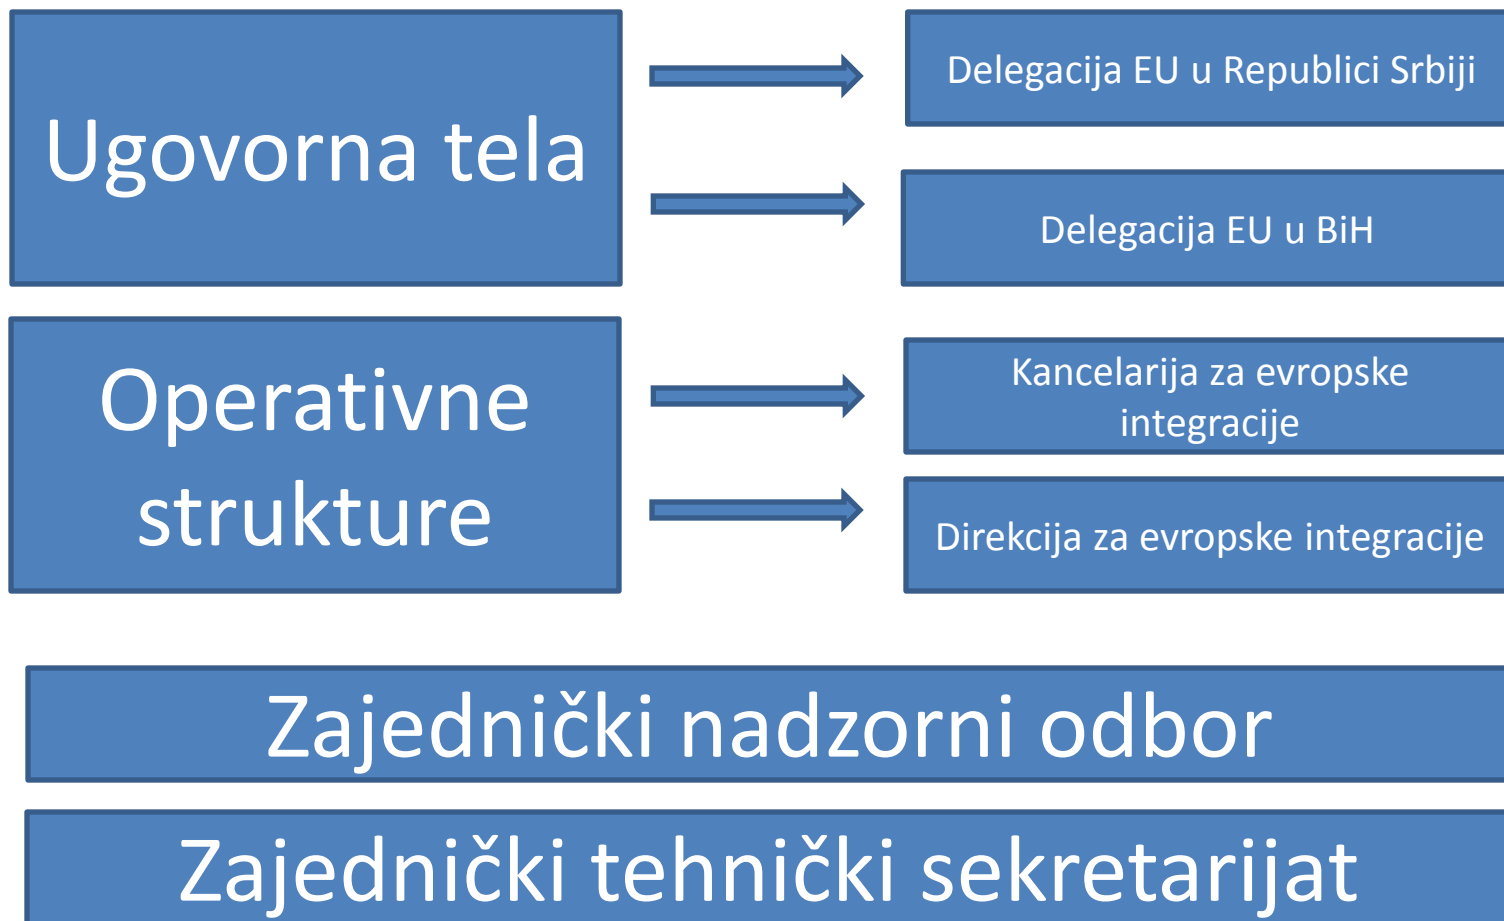 Ugovorna tela
Delegacija EU u Republici Srbiji
Delegacija EU u BiH
Operativne
strukture
Kancelarija za evropske
integracije
Direkcija za evropske integracije
Zajednički nadzorni odbor
Zajednički tehnički sekretarijat